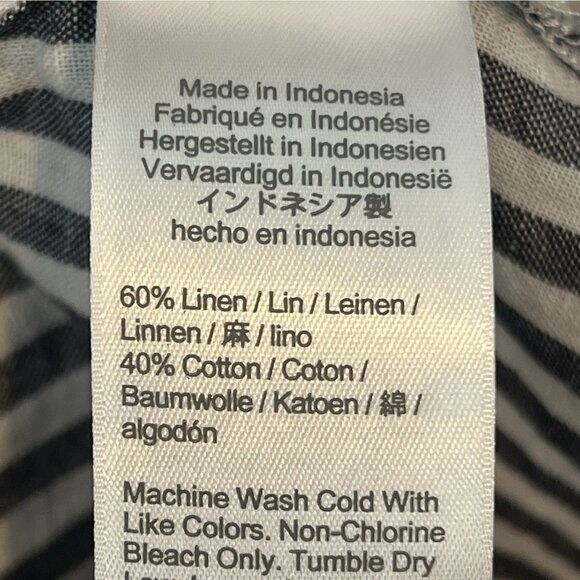 Made in Indonesia
Fabriqué en Indonésie
Hergestellt in Indonesien
Vervaardigd in Indonesië
インドネシア製
hecho en indonesia
60% Linen / Lin / Leinen /
Linnen / 麻 / lino
40% Cotton / Coton /
Baumwolle / Katoen / 綿 /
algodón
Machine Wash Cold With
Like Colors. Non-Chlorine
Bleach Only. Tumble Dry